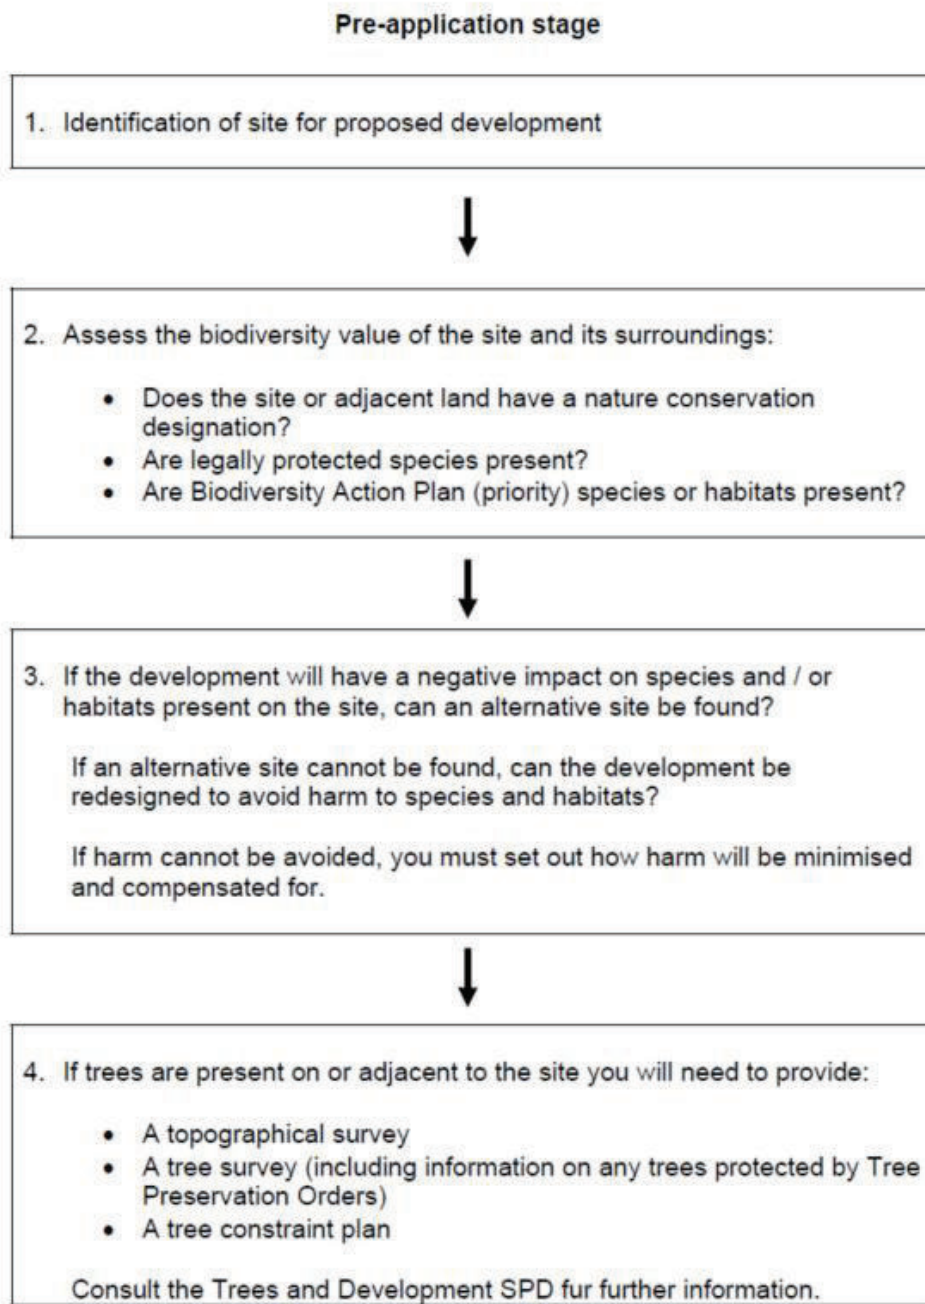 Pre-application stage
1. Identification of site for proposed development
2. Assess the biodiversity value of the site and its surroundings:
• Does the site or adjacent land have a nature conservation
designation?
• Are legally protected species present?
• Are Biodiversity Action Plan (priority) species or habitats present?
3. If the development will have a negative impact on species and / or
habitats present on the site, can an alternative site be found?
If an alternative site cannot be found, can the development be
redesigned to avoid harm to species and habitats?
If harm cannot be avoided, you must set out how harm will be minimised
and compensated for.
4. If trees are present on or adjacent to the site you will need to provide:
• A topographical survey
• A tree survey (including information on any trees protected by Tree
Preservation Orders)
• A tree constraint plan
Consult the Trees and Development SPD fur further information.